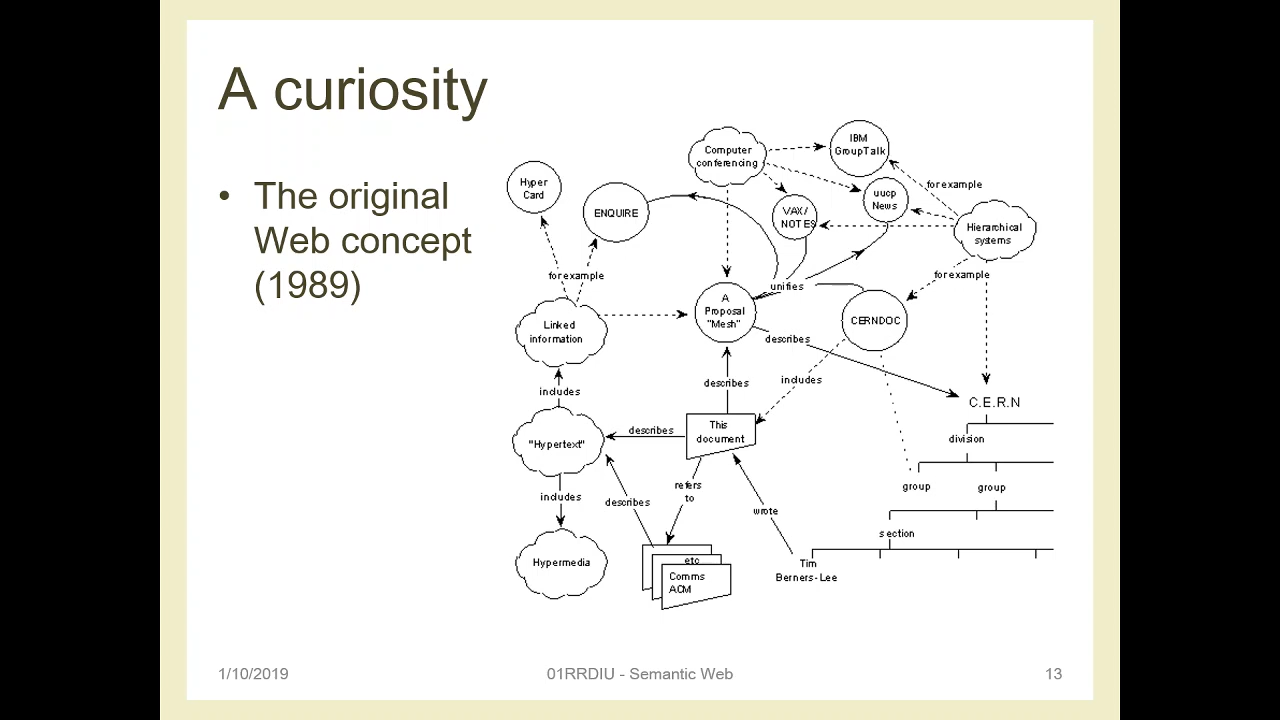 A curiosity
• The original
Web concept
(1989)
Computer
conferencing
IBM
GroupTalk
Hyper
Card
ENQUIRE
VAX/
NOTES
uucp
News
for example
Hierarchical
systems
for example
for example
unifies
A
Proposal
"Mesh"
CERNDOC
Linked
information
describes
describes
includes
includes
C.E.R.N
This
document
describes
"Hypertext"
division
includes
describes
refers
to
wrote
group
group
section
Hypermedia
etc
Comms
ACM
Tim
Berners-Lee
1/10/2019
01RRDIU - Semantic Web
13